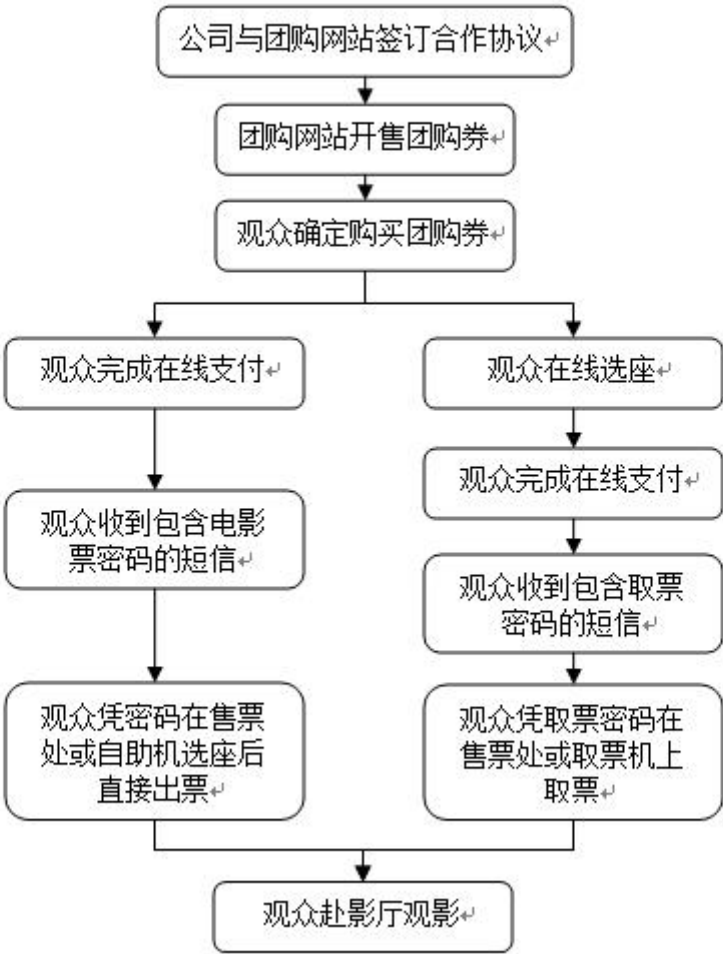 公司与团购网站签订合作协议
团购网站开售团购券
观众确定购买团购券
观众完成在线支付
观众收到包含电影
票密码的短信
观众凭密码在售票
处或自助机选座后
直接出票
观众在线选座
观众完成在线支付
观众收到包含取票
密码的短信
观众凭取票密码在
售票处或取票机上
取票
观众赴影厅观影